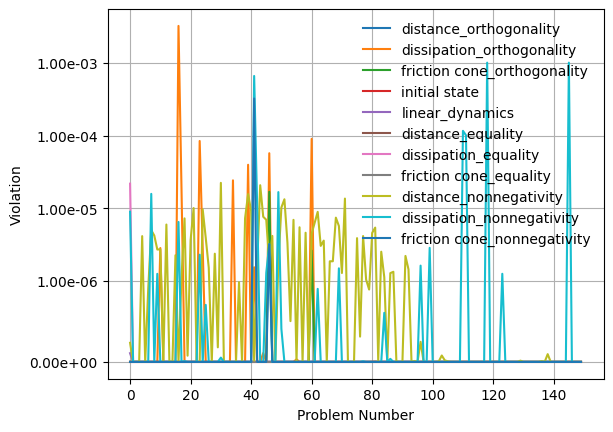 distance_orthogonality
dissipation_orthogonality
friction cone_orthogonality
initial state
linear_dynamics
distance_equality
dissipation_equality
friction cone_equality
distance_nonnegativity
dissipation_nonnegativity
friction cone_nonnegativity
Violation
1.00e-03
1.00e-04
1.00e-05
1.00e-06
0.00e+00
0 20 40 60 80 100 120 140
Problem Number